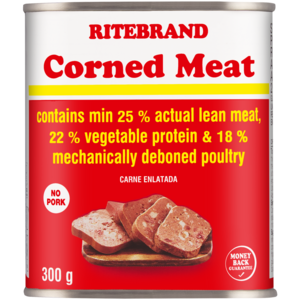 RITEBRAND
Corned Meat
contains min 25 % actual lean meat,
22 % vegetable protein & 18 %
mechanically deboned poultry
CARNE ENLATADA
NO
PORK
300 g
MONEY
BACK
GUARANTEE